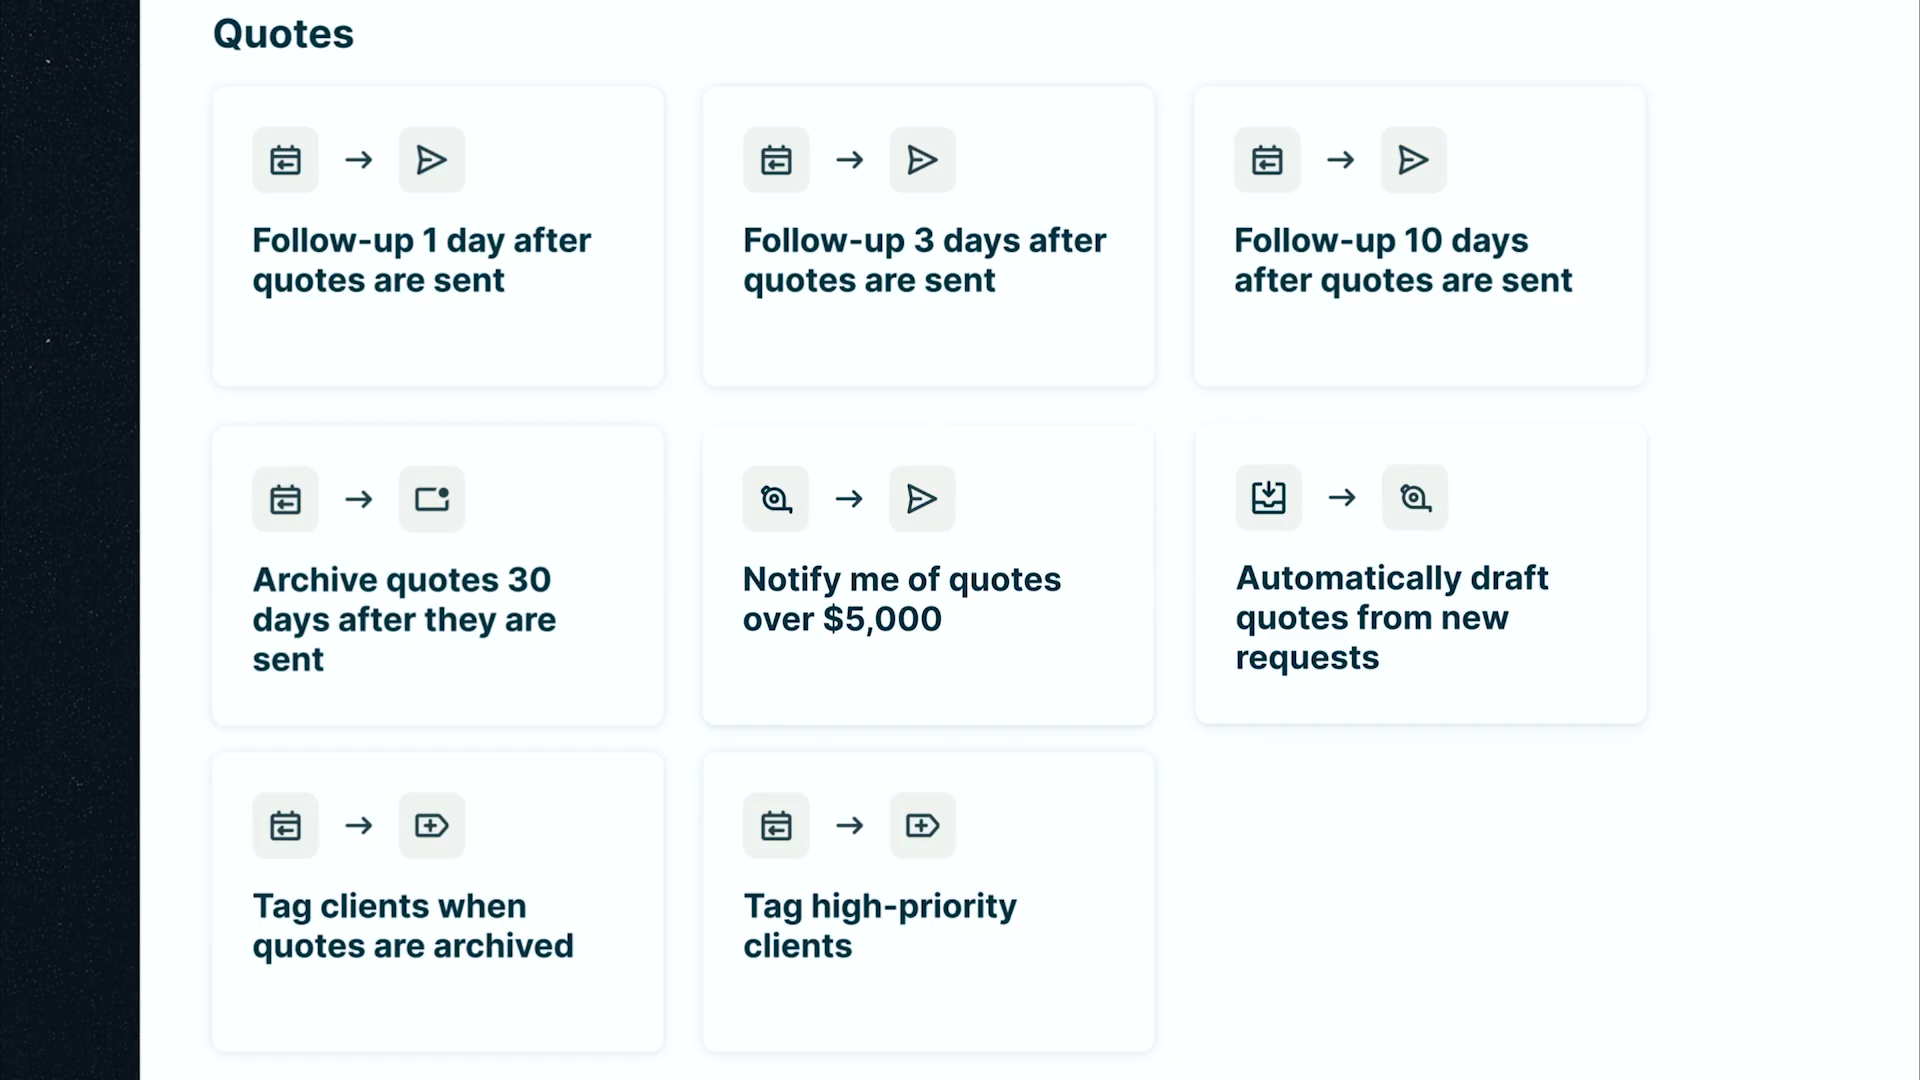 Quotes
Follow-up 1 day after
quotes are sent
Follow-up 3 days after
quotes are sent
Follow-up 10 days
after quotes are sent
Archive quotes 30
days after they are
sent
Notify me of quotes
over $5,000
Automatically draft
quotes from new
requests
Tag clients when
quotes are archived
Tag high-priority
clients